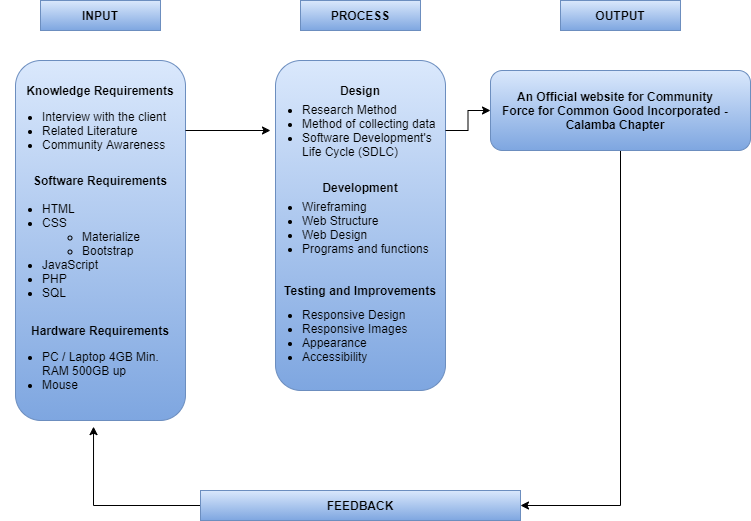 INPUT
PROCESS
OUTPUT
Knowledge Requirements
Interview with the client
Related Literature
Community Awareness
Software Requirements
HTML
CSS
Materialize
Bootstrap
JavaScript
PHP
SQL
Hardware Requirements
PC / Laptop 4GB Min.
RAM 500GB up
Mouse
Design
Research Method
Method of collecting data
Software Development's
Life Cycle (SDLC)
Development
Wireframing
Web Structure
Web Design
Programs and functions
Testing and Improvements
Responsive Design
Responsive Images
Appearance
Accessibility
An Official website for Community
Force for Common Good Incorporated -
Calamba Chapter
FEEDBACK